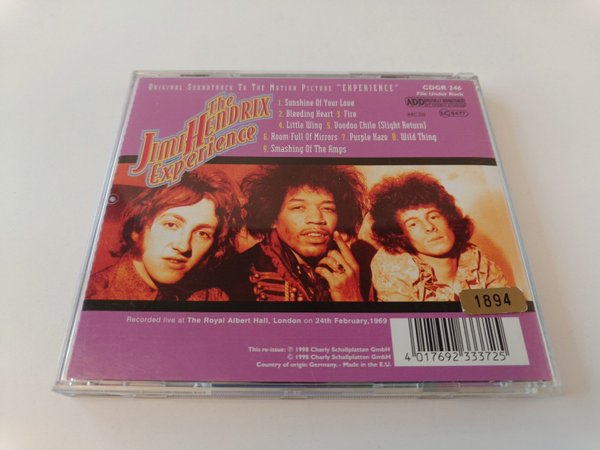 ORIGINAL SOUNDTRACK TO THE MOTION PICTURE "EXPERIENCE"
CDGR 246
File Under Rock
The
JIMI HENDRIX
Experience
1. Sunshine Of Your Love
2. Bleeding Heart 3. Fire
4. Little Wing 5. Voodoo Chile (Slight Return)
6. Room Full Of Mirrors 7. Purple Haze 8. Wild Thing
9. Smashing Of The Amps
ADD
1894
Recorded live at The Royal Albert Hall, London on 24th February,1969
This re-issue: ℗ 1998 Charly Schallplatten GmbH
© 1998 Charly Schallplatten GmbH
Country of origin Germany. - Made in the E.U.
4 017692 333725